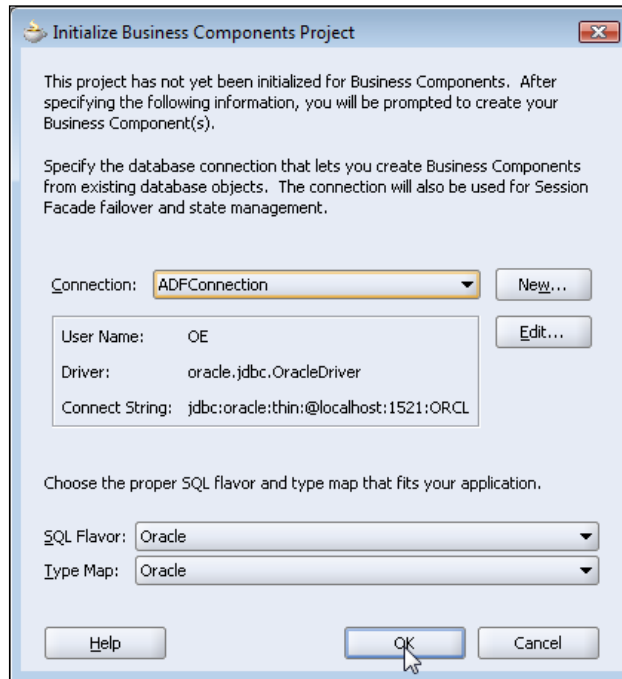 Initialize Business Components Project
This project has not yet been initialized for Business Components. After
specifying the following information, you will be prompted to create your
Business Component(s).
Specify the database connection that lets you create Business Components
from existing database objects. The connection will also be used for Session
Facade failover and state management.
Connection: ADFConnection New...
Edit...
User Name: OE
Driver: oracle.jdbc.OracleDriver
Connect String: jdbc:oracle:thin:@localhost:1521:ORCL
Choose the proper SQL flavor and type map that fits your application.
SQL Flavor: Oracle
Type Map: Oracle
Help OK Cancel